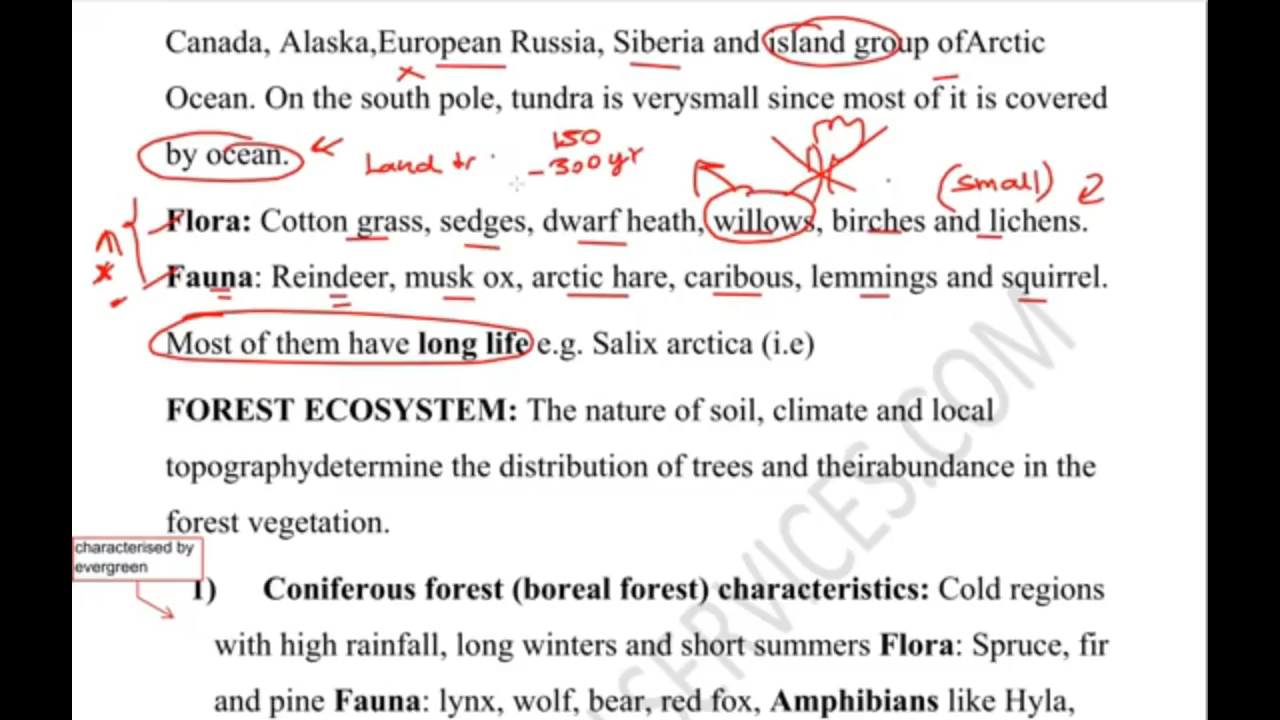 Canada, Alaska,European Russia, Siberia and island group ofArctic
Ocean. On the south pole, tundra is verysmall since most of it is covered
by ocean.
Land tr
150
-300yr
(small)
Flora: Cotton grass, sedges, dwarf heath, willows, birches and lichens.
Fauna: Reindeer, musk ox, arctic hare, caribous, lemmings and squirrel.
Most of them have long life e.g. Salix arctica (i.e)
FOREST ECOSYSTEM: The nature of soil, climate and local
topographydetermine the distribution of trees and theirabundance in the
forest vegetation.
characterised by
evergreen
1) Coniferous forest (boreal forest) characteristics: Cold regions
with high rainfall, long winters and short summers Flora: Spruce, fir
and pine Fauna: lynx, wolf, bear, red fox, Amphibians like Hyla,
SERVICES.COM